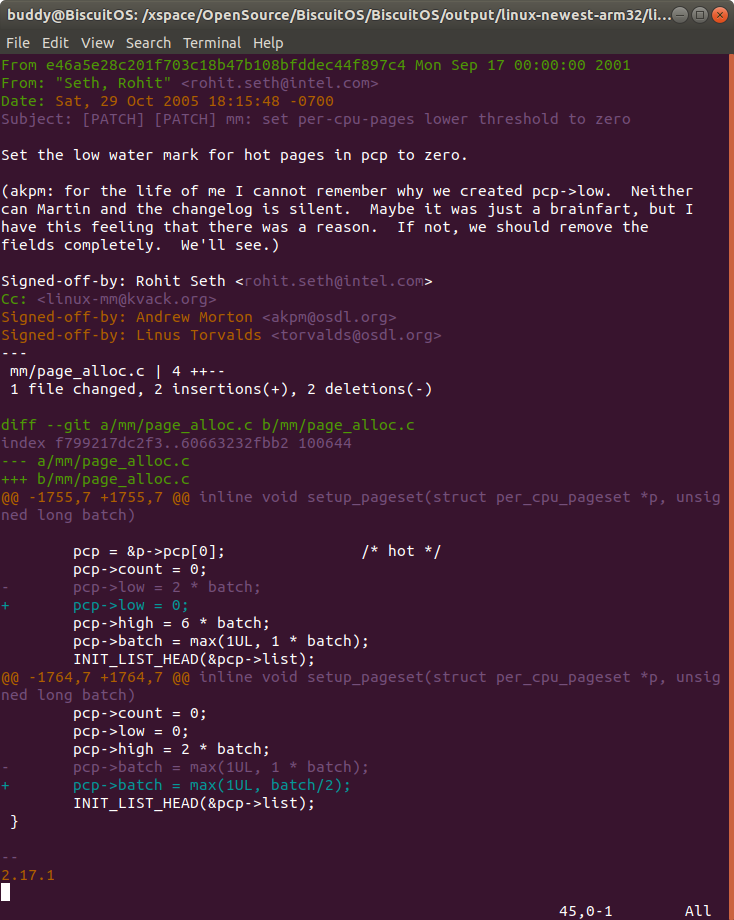 buddy@BiscuitOS: /xspace/OpenSource/BiscuitOS/BiscuitOS/output/linux-newest-arm32/li...
File Edit View Search Terminal Help
From e46a5e28c201f703c18b47b108bfddec44f897c4 Mon Sep 17 00:00:00 2001
From: "Seth, Rohit" <rohit.seth@intel.com>
Date: Sat, 29 Oct 2005 18:15:48 -0700
Subject: [PATCH] [PATCH] mm: set per-cpu-pages lower threshold to zero
Set the low water mark for hot pages in pcp to zero.
(akpm: for the life of me I cannot remember why we created pcp->low.  Neither
can Martin and the changelog is silent.  Maybe it was just a brainfart, but I
have this feeling that there was a reason.  If not, we should remove the
fields completely.  We'll see.)
Signed-off-by: Rohit Seth <rohit.seth@intel.com>
Cc: <linux-mm@kvack.org>
Signed-off-by: Andrew Morton <akpm@osdl.org>
Signed-off-by: Linus Torvalds <torvalds@osdl.org>
---
 mm/page_alloc.c | 4 ++--
 1 file changed, 2 insertions(+), 2 deletions(-)
diff --git a/mm/page_alloc.c b/mm/page_alloc.c
index f799217dc2f3..60663232fbb2 100644
--- a/mm/page_alloc.c
+++ b/mm/page_alloc.c
@@ -1755,7 +1755,7 @@ inline void setup_pageset(struct per_cpu_pageset *p, unsig
ned long batch)
        pcp = &p->pcp[0];               /* hot */
        pcp->count = 0;
-       pcp->low = 2 * batch;
+       pcp->low = 0;
        pcp->high = 6 * batch;
        pcp->batch = max(1UL, 1 * batch);
        INIT_LIST_HEAD(&pcp->list);
@@ -1764,7 +1764,7 @@ inline void setup_pageset(struct per_cpu_pageset *p, unsig
ned long batch)
        pcp->count = 0;
        pcp->low = 0;
        pcp->high = 2 * batch;
-       pcp->batch = max(1UL, 1 * batch);
+       pcp->batch = max(1UL, batch/2);
        INIT_LIST_HEAD(&pcp->list);
 }
--
2.17.1
45,0-1 All